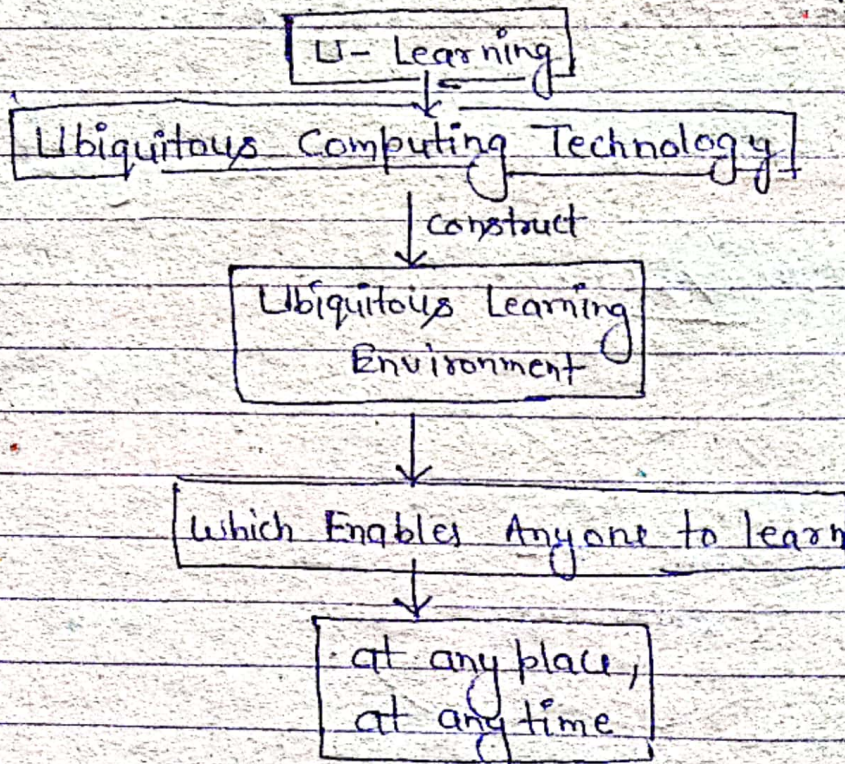 U- Learning
Ubiquitous Computing Technology
construct
Ubiquitous Learning
Environment
Which Enables Anyone to learn
at any place,
at any time